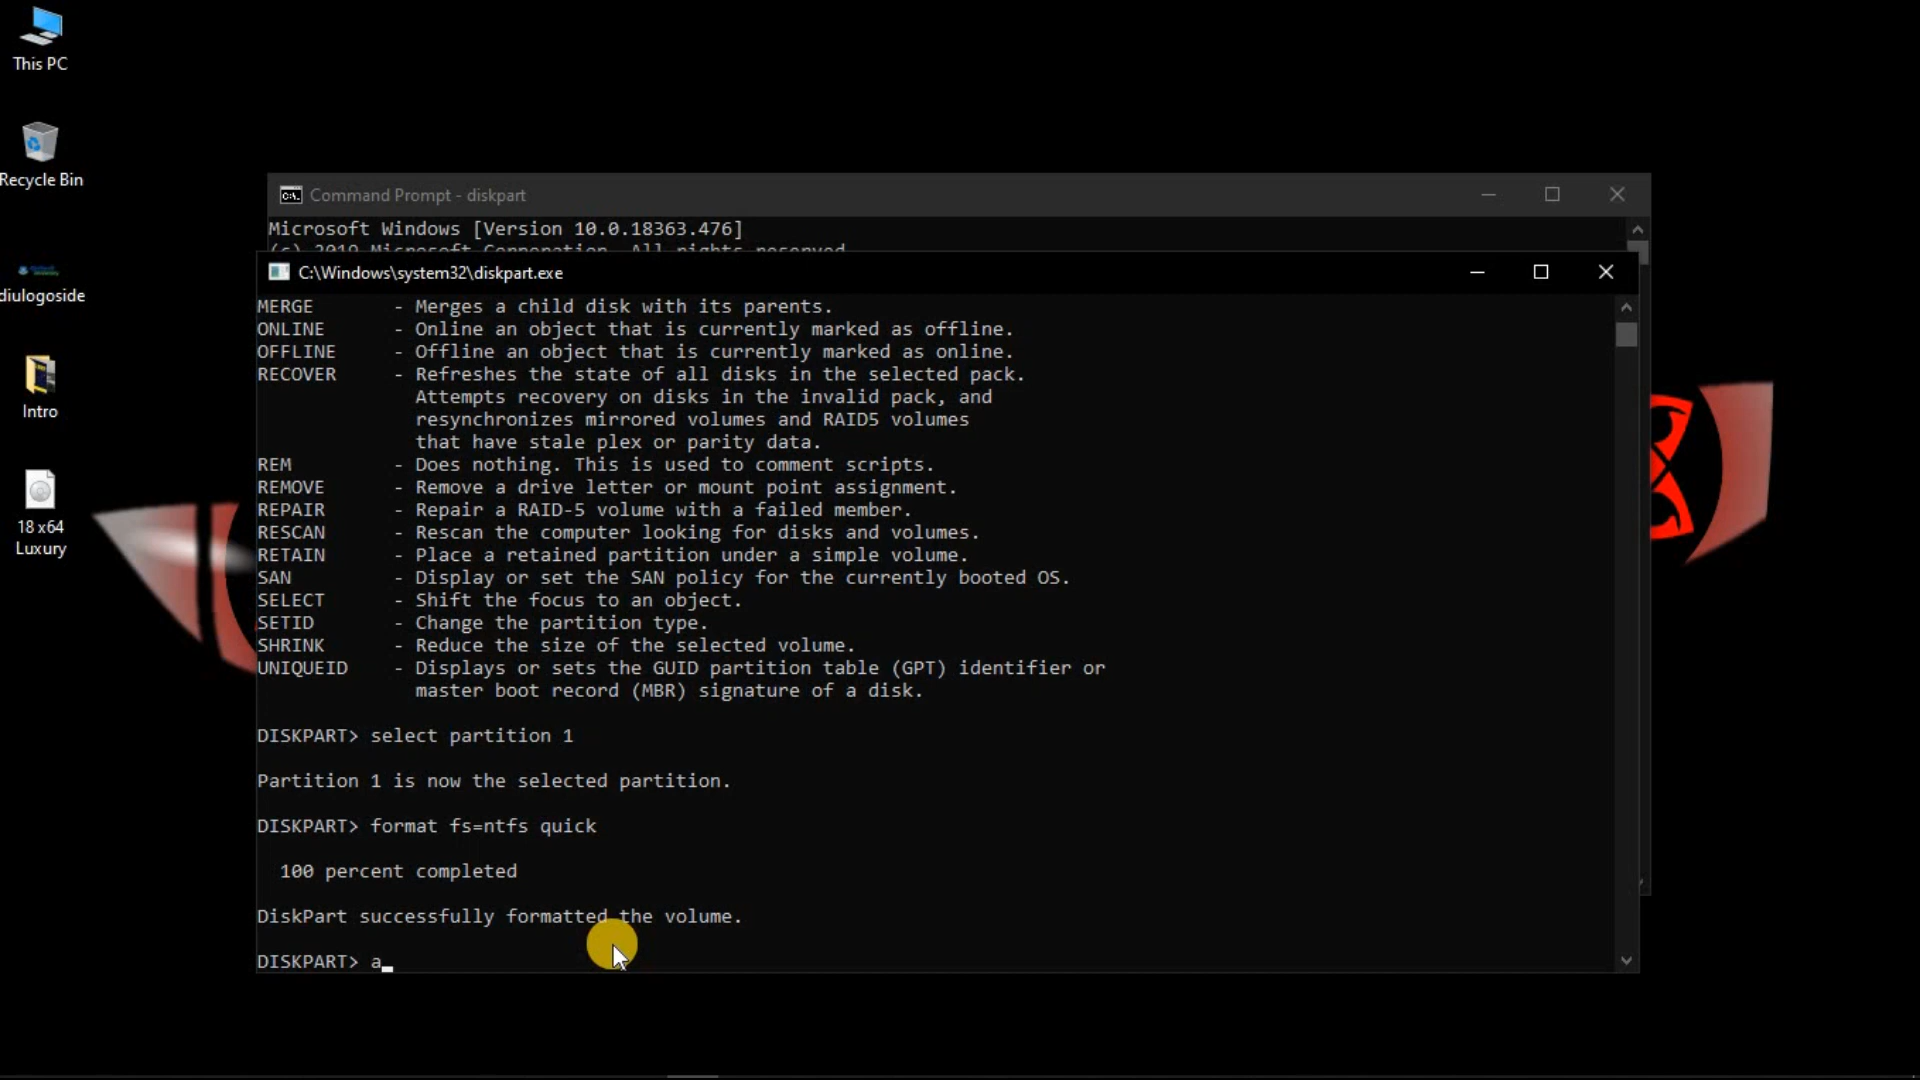 This PC
Recycle Bin
diulogoside
Intro
18 x64
Luxury
Command Prompt - diskpart
Microsoft Windows [Version 10.0.18363.476]
(c) 2019 Microsoft Corporation. All rights reserved
C:\Windows\system32\diskpart.exe
MERGE - Merges a child disk with its parents.
ONLINE - Online an object that is currently marked as offline.
OFFLINE - Offline an object that is currently marked as online.
RECOVER - Refreshes the state of all disks in the selected pack.
Attempts recovery on disks in the invalid pack, and
resynchronizes mirrored volumes and RAID5 volumes
that have stale plex or parity data.
REM - Does nothing. This is used to comment scripts.
REMOVE - Remove a drive letter or mount point assignment.
REPAIR - Repair a RAID-5 volume with a failed member.
RESCAN - Rescan the computer looking for disks and volumes.
RETAIN - Place a retained partition under a simple volume.
SAN - Display or set the SAN policy for the currently booted OS.
SELECT - Shift the focus to an object.
SETID - Change the partition type.
SHRINK - Reduce the size of the selected volume.
UNIQUEID - Displays or sets the GUID partition table (GPT) identifier or
master boot record (MBR) signature of a disk.
DISKPART> select partition 1
Partition 1 is now the selected partition.
DISKPART> format fs=ntfs quick
100 percent completed
DiskPart successfully formatted the volume.
DISKPART> a